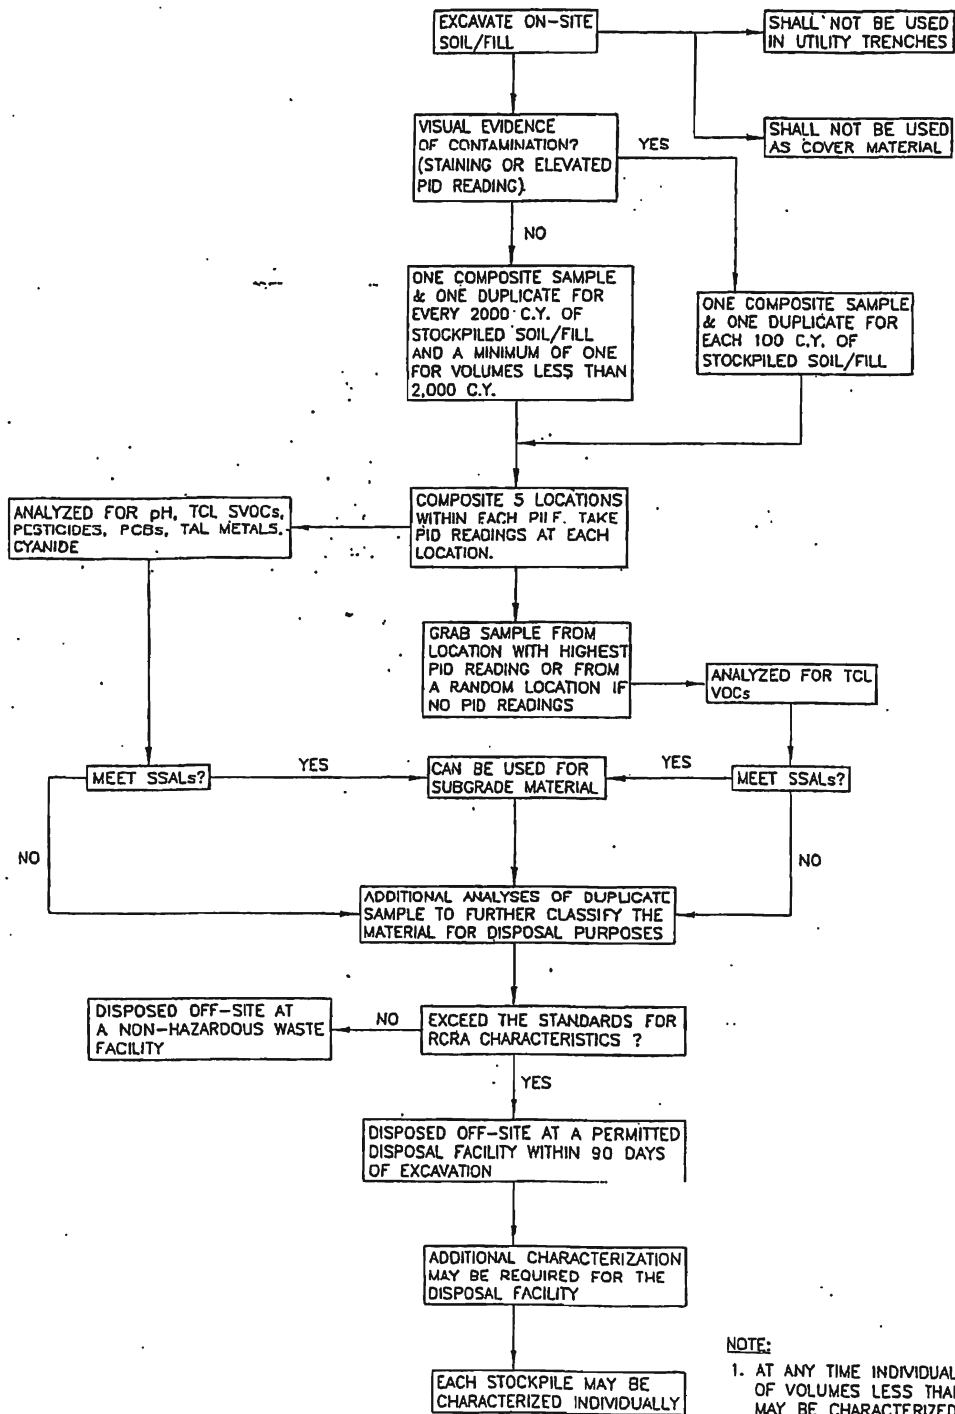 EXCAVATE ON-SITE
SOIL/FILL
SHALL NOT BE USED
IN UTILITY TRENCHES
SHALL NOT BE USED
AS COVER MATERIAL
VISUAL EVIDENCE
OF CONTAMINATION?
(STAINING OR ELEVATED
PID READING).
YES
NO
ONE COMPOSITE SAMPLE
& ONE DUPLICATE FOR
EVERY 2000 C.Y. OF
STOCKPILED SOIL/FILL
AND A MINIMUM OF ONE
FOR VOLUMES LESS THAN
2,000 C.Y.
ONE COMPOSITE SAMPLE
& ONE DUPLICATE FOR
EACH 100 C.Y. OF
STOCKPILED SOIL/FILL
COMPOSITE 5 LOCATIONS
WITHIN EACH PILE. TAKE
PID READINGS AT EACH
LOCATION.
ANALYZED FOR pH, TCL SVOCs,
PESTICIDES, PCBs, TAL METALS,
CYANIDE
GRAB SAMPLE FROM
LOCATION WITH HIGHEST
PID READING OR FROM
A RANDOM LOCATION IF
NO PID READINGS
ANALYZED FOR TCL
VOCs
MEET SSALs?
YES
CAN BE USED FOR
SUBGRADE MATERIAL
YES
MEET SSALs?
NO
NO
ADDITIONAL ANALYSES OF DUPLICATE
SAMPLE TO FURTHER CLASSIFY THE
MATERIAL FOR DISPOSAL PURPOSES
DISPOSED OFF-SITE AT
A NON-HAZARDOUS WASTE
FACILITY
NO
EXCEED THE STANDARDS FOR
RCRA CHARACTERISTICS ?
YES
DISPOSED OFF-SITE AT A PERMITTED
DISPOSAL FACILITY WITHIN 90 DAYS
OF EXCAVATION
ADDITIONAL CHARACTERIZATION
MAY BE REQUIRED FOR THE
DISPOSAL FACILITY
EACH STOCKPILE MAY BE
CHARACTERIZED INDIVIDUALLY
NOTE:
1. AT ANY TIME INDIVIDUAL
OF VOLUMES LESS THAN
MAY BE CHARACTERIZED